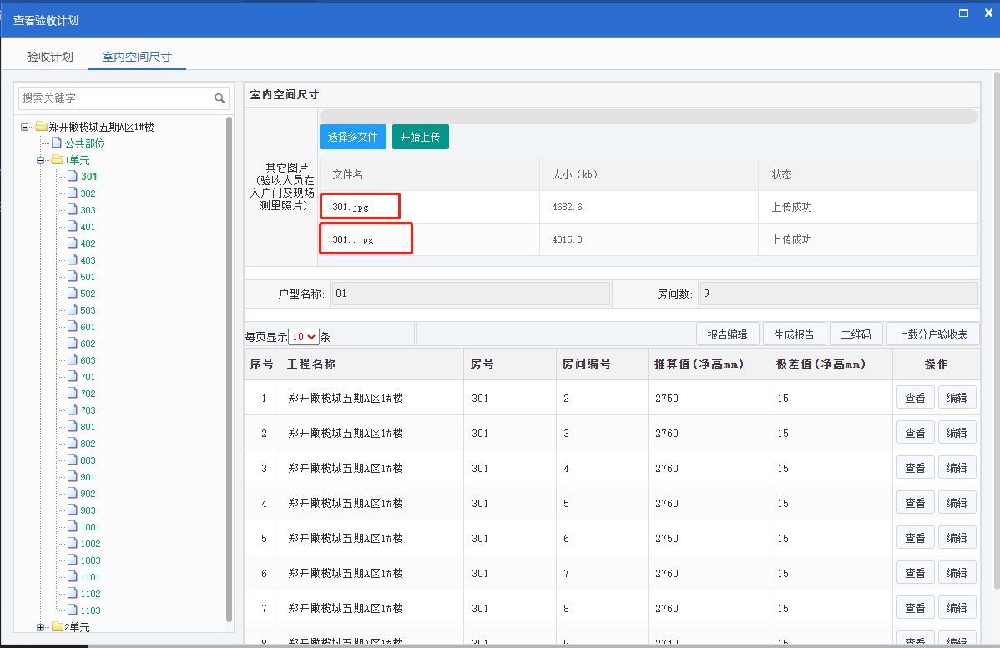 查看验收计划
验收计划 室内空间尺寸
搜索关键字
郑开橄榄城五期A区1#楼
公共部位
1单元
301
302
303
401
402
403
501
502
503
601
602
603
701
702
703
801
802
803
901
902
903
1001
1002
1003
1101
1102
1103
2单元
室内空间尺寸
其它图片:
(验收人员在
入户门及现场
测量照片):
选择多文件 开始上传
文件名 大小（kb） 状态
301.jpg 4682.6 上传成功
301..jpg 4315.3 上传成功
户型名称: 01 房间数: 9
每页显示 10 条 报告编辑 生成报告 二维码 上载分户验收表
序号 工程名称 房号 房间编号 推算值(净高mm) 极差值(净高mm) 操作
1 郑开橄榄城五期A区1#楼 301 2 2750 15 查看 编辑
2 郑开橄榄城五期A区1#楼 301 3 2760 15 查看 编辑
3 郑开橄榄城五期A区1#楼 301 4 2760 15 查看 编辑
4 郑开橄榄城五期A区1#楼 301 5 2760 15 查看 编辑
5 郑开橄榄城五期A区1#楼 301 6 2750 15 查看 编辑
6 郑开橄榄城五期A区1#楼 301 7 2760 15 查看 编辑
7 郑开橄榄城五期A区1#楼 301 8 2760 15 查看 编辑
8 郑开橄榄城五期A区1#楼 301 9 2740 15 查看 编辑